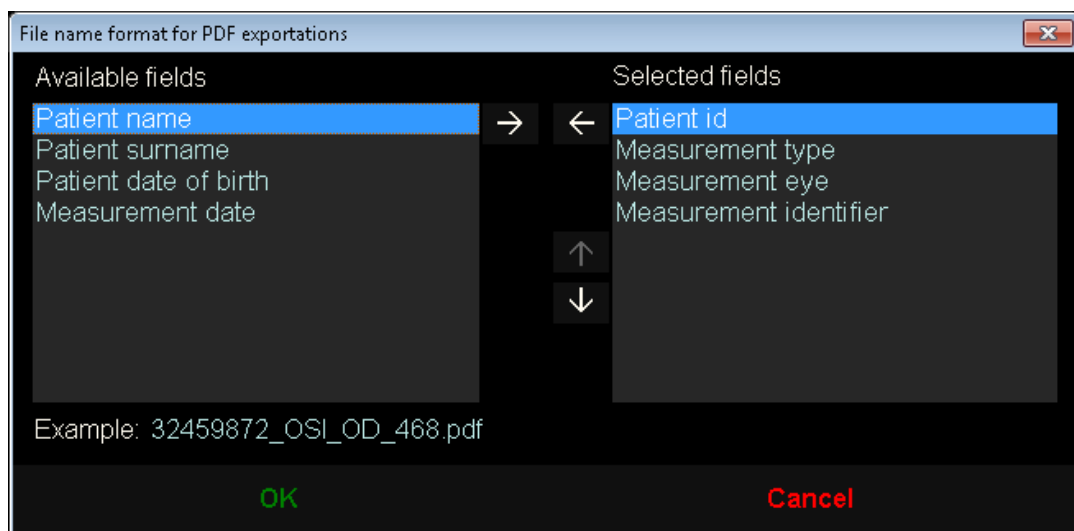 File name format for PDF exportations
Available fields
Patient name
Patient surname
Patient date of birth
Measurement date
Selected fields
Patient id
Measurement type
Measurement eye
Measurement identifier
Example: 32459872_OSI_OD_468.pdf
OK
Cancel